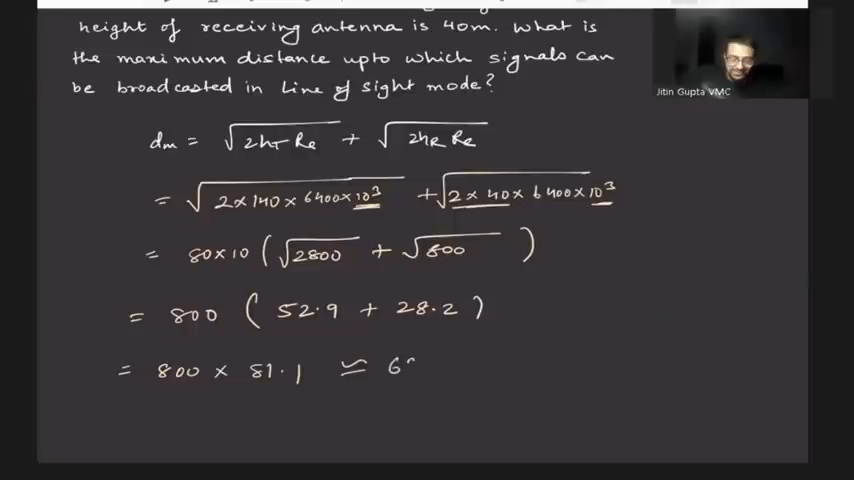 height of receiving antenna is 40m. What is
the maximum distance upto which signals can
be broadcasted in Line of sight mode?
Jitin Gupta VMC
dm = √2hT Re + √2hR Re
= √2×140×6400×10³ + √2×40×6400×10³
= 80×10 (√2800 + √800)
= 800 (52.9 + 28.2)
= 800 × 81.1 ≃ 6